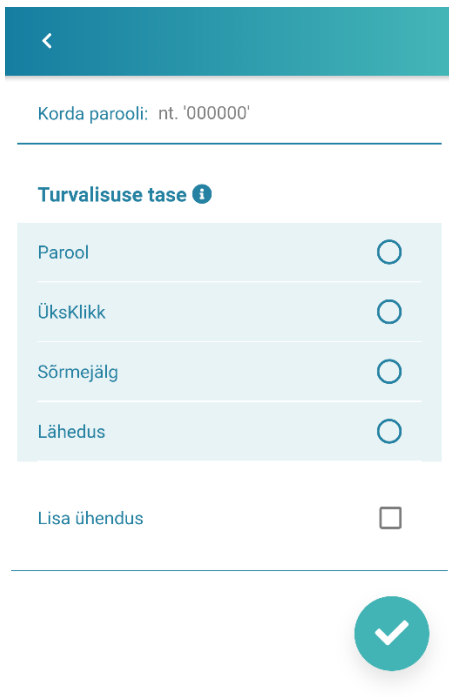 Korda parooli: nt. '000000'
Turvalisuse tase
Parool
ÜksKlikk
Sõrmejälg
Lähedus
Lisa ühendus